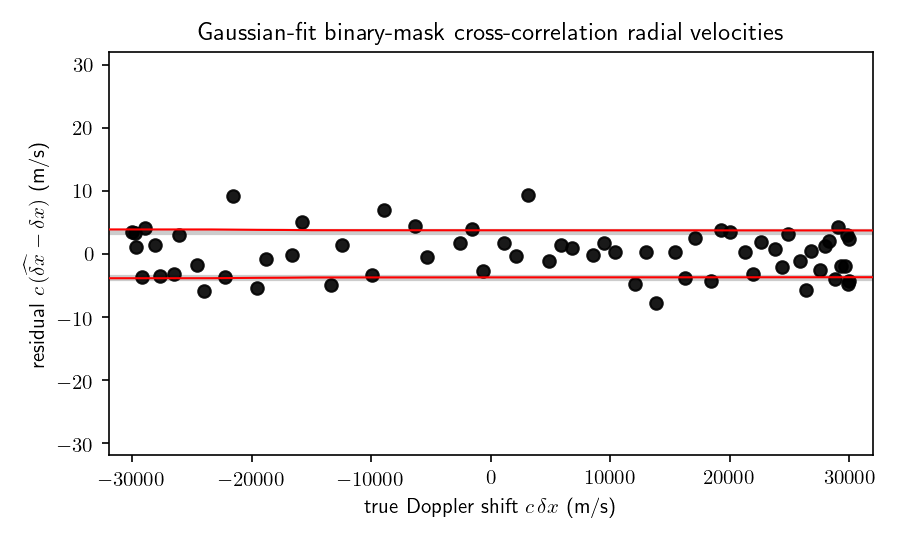 Gaussian-fit binary-mask cross-correlation radial velocities
residual c (δx̂ − δx) (m/s)
30
20
10
0
−10
−20
−30
−30000 −20000 −10000 0 10000 20000 30000
true Doppler shift c δx (m/s)